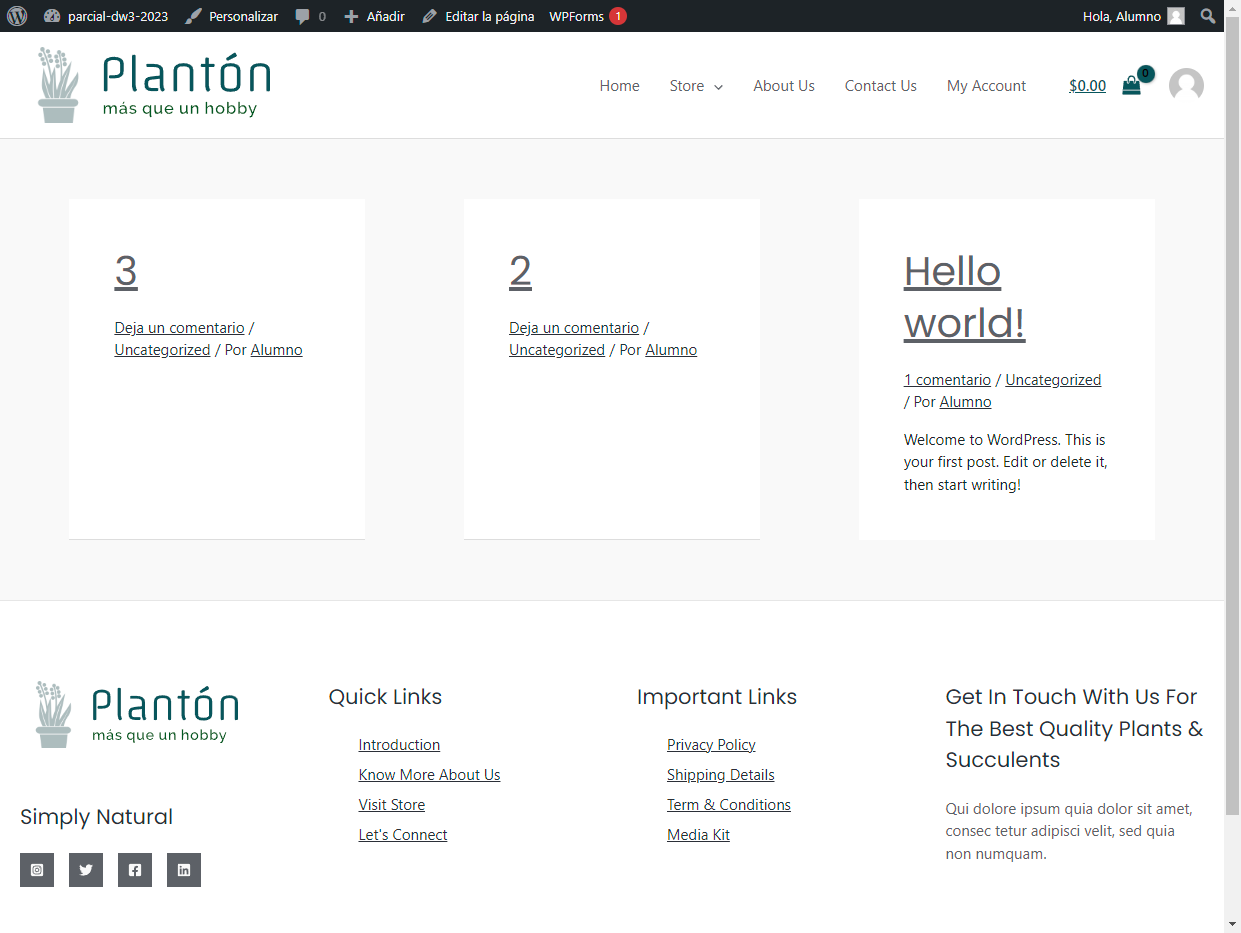 parcial-dw3-2023 Personalizar 0 Añadir Editar la página WPForms 1 Hola, Alumno
Plantón
más que un hobby
Home Store About Us Contact Us My Account $0.00 0
3
Deja un comentario /
Uncategorized / Por Alumno
2
Deja un comentario /
Uncategorized / Por Alumno
Hello
world!
1 comentario / Uncategorized
/ Por Alumno
Welcome to WordPress. This is
your first post. Edit or delete it,
then start writing!
Plantón
más que un hobby
Simply Natural
Quick Links
Introduction
Know More About Us
Visit Store
Let's Connect
Important Links
Privacy Policy
Shipping Details
Term & Conditions
Media Kit
Get In Touch With Us For
The Best Quality Plants &
Succulents
Qui dolore ipsum quia dolor sit amet,
consec tetur adipisci velit, sed quia
non numquam.